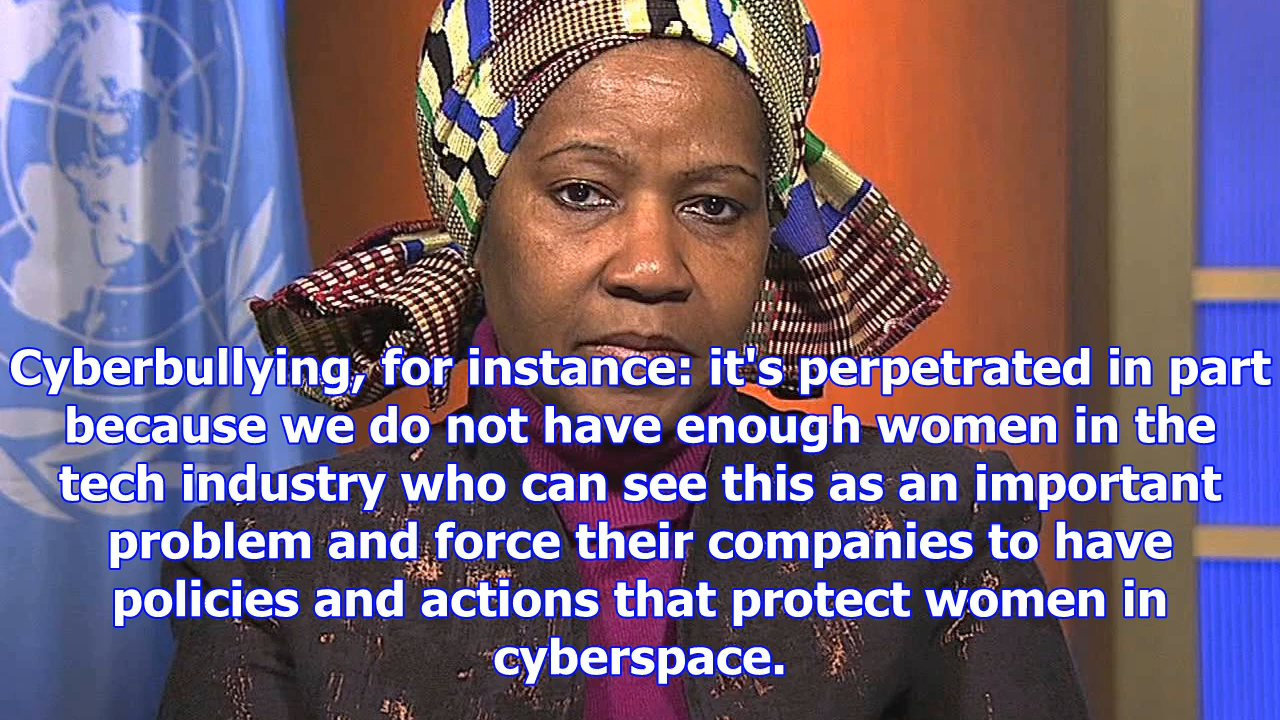 Cyberbullying, for instance: it's perpetrated in part
because we do not have enough women in the
tech industry who can see this as an important
problem and force their companies to have
policies and actions that protect women in
cyberspace.